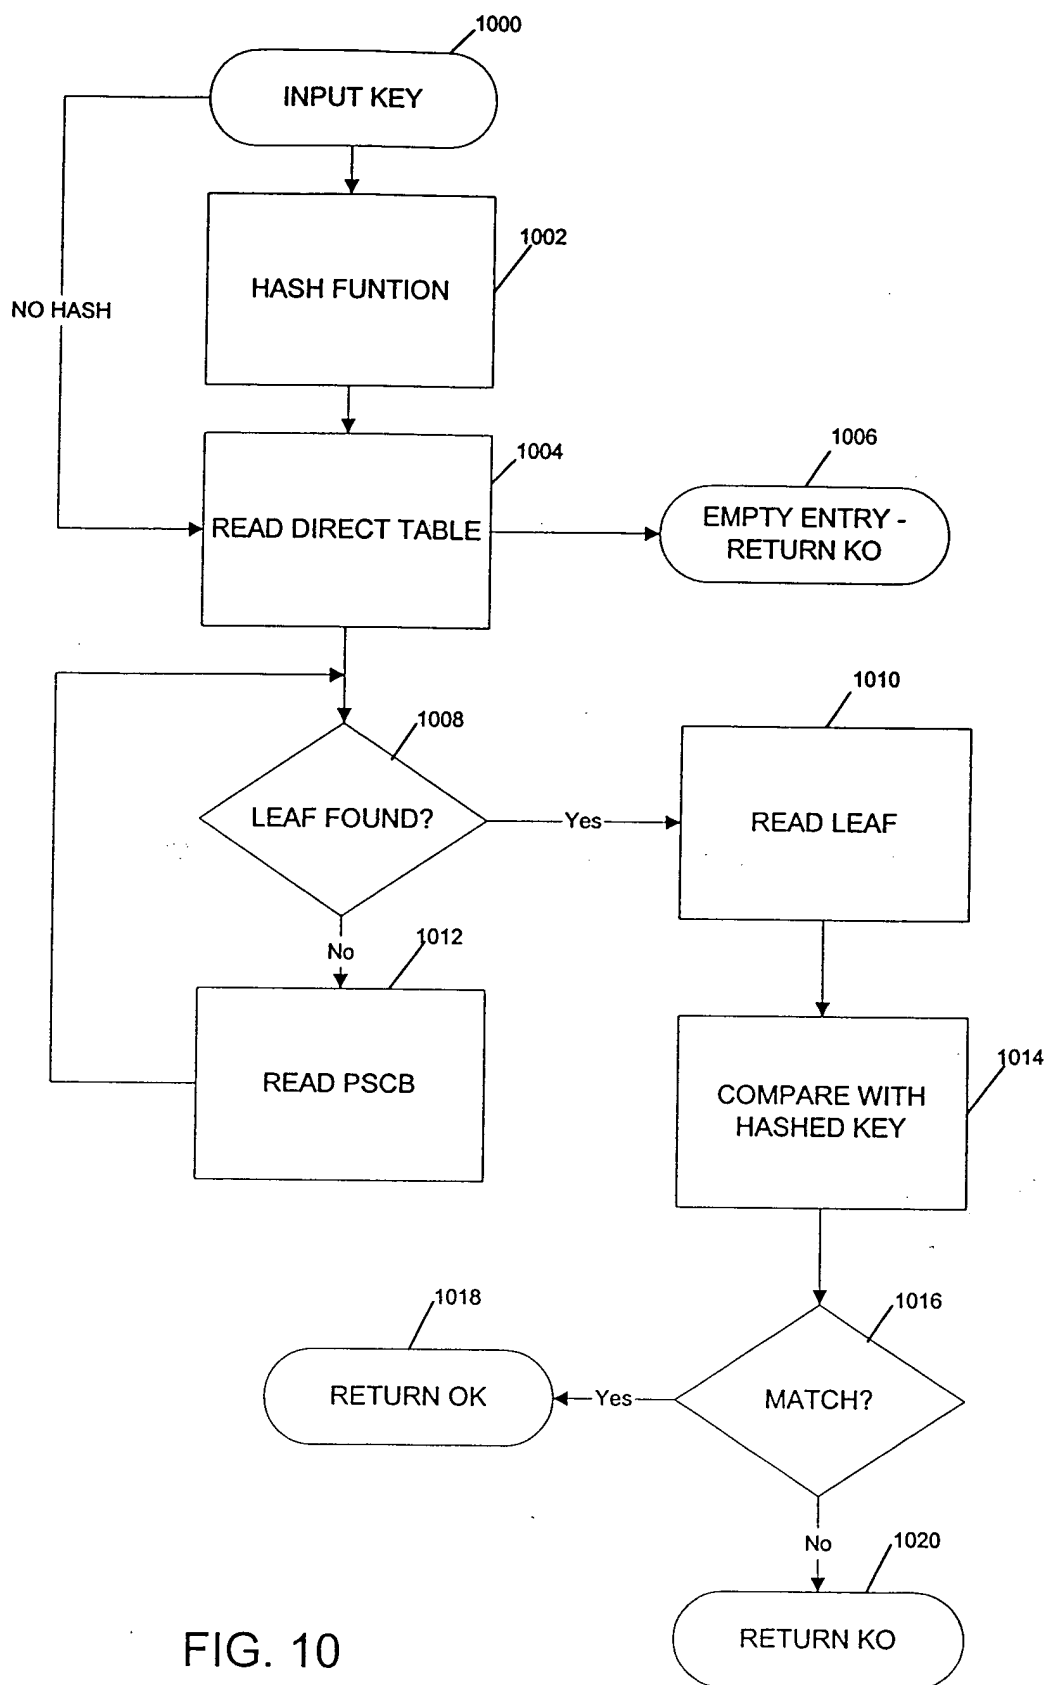 1000
INPUT KEY
1002
HASH FUNTION
NO HASH
1004
READ DIRECT TABLE
1006
EMPTY ENTRY -
RETURN KO
1008
LEAF FOUND?
Yes
1010
READ LEAF
No
1012
READ PSCB
1014
COMPARE WITH
HASHED KEY
1016
MATCH?
Yes
1018
RETURN OK
No
1020
RETURN KO
FIG. 10